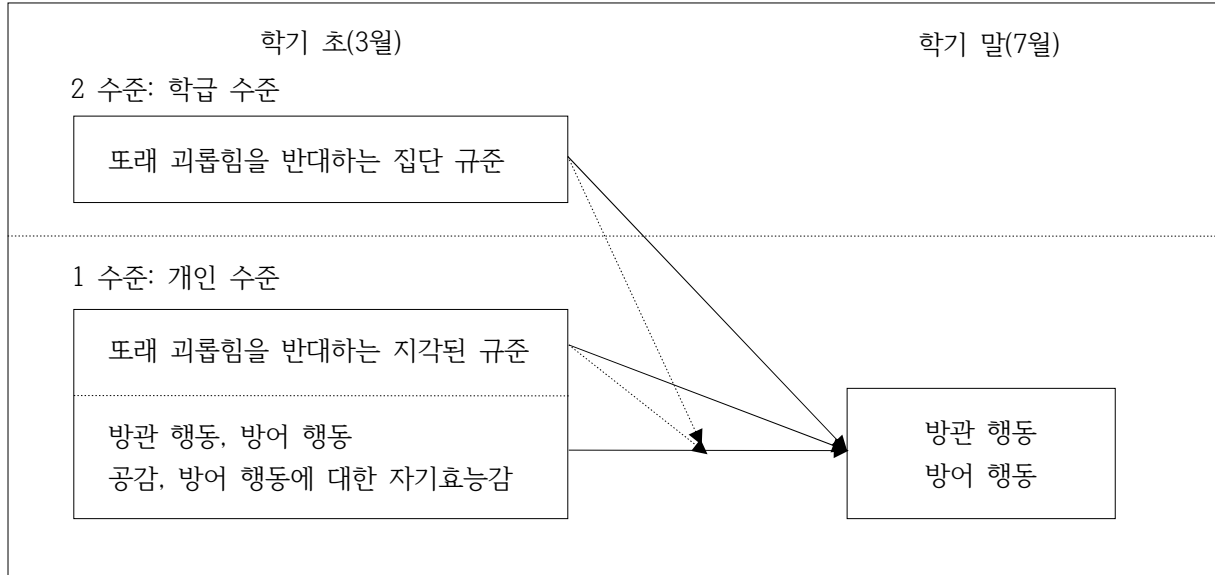 학기 초(3월)
학기 말(7월)
2 수준: 학급 수준
또래 괴롭힘을 반대하는 집단 규준
1 수준: 개인 수준
또래 괴롭힘을 반대하는 지각된 규준
방관 행동, 방어 행동
공감, 방어 행동에 대한 자기효능감
방관 행동
방어 행동